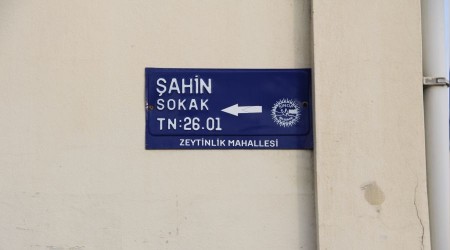 ŞAHİN
SOKAK
TN:26.01
ZEYTİNLİK MAHALLESİ